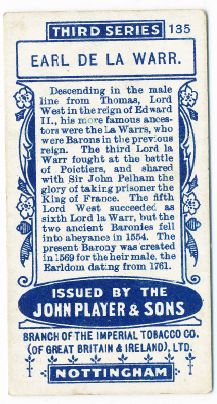 THIRD SERIES 135
EARL DE LA WARR.
Descending in the male
line from Thomas, Lord
West in the reign of Edward
II., his more famous ances-
tors were the La Warrs, who
were Barons in the previous
reign. The third Lord la
Warr fought at the battle
of Poictiers, and shared
with Sir John Pelham the
glory of taking prisoner the
King of France. The fifth
Lord West succeeded as
sixth Lord la Warr, but the
two ancient Baronies fell
into abeyance in 1554. The
present Barony was created
in 1569 for the heir male, the
Earldom dating from 1761.
ISSUED BY THE
JOHN PLAYER & SONS
BRANCH OF THE IMPERIAL TOBACCO CO.
(OF GREAT BRITAIN & IRELAND), LTD.
NOTTINGHAM